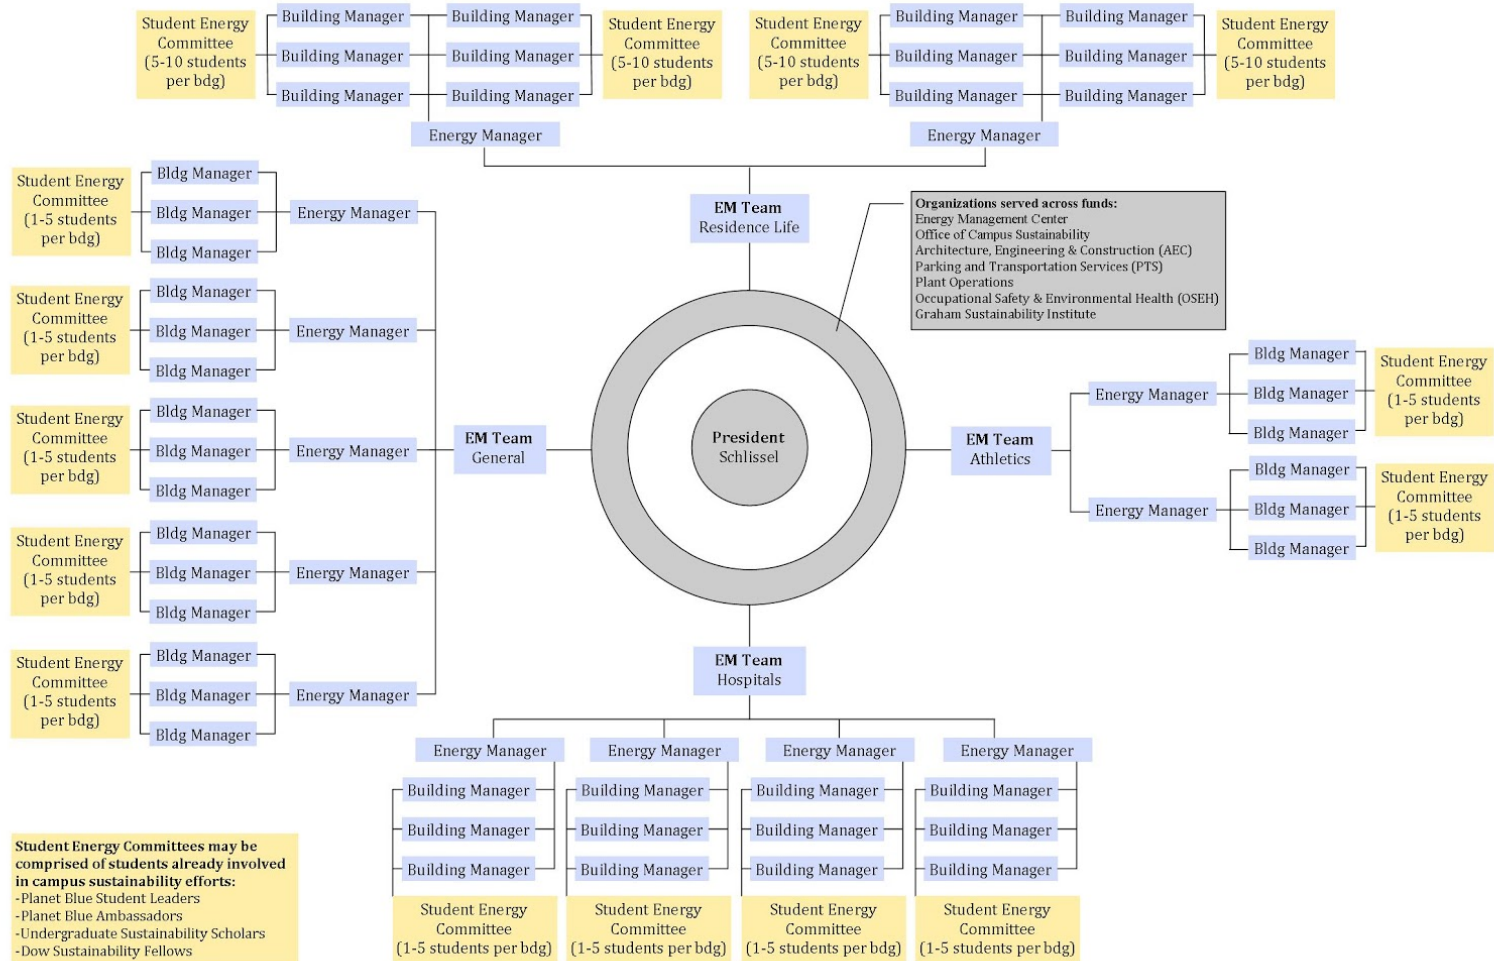 Student Energy
Committee
(5-10 students
per bdg)
Building Manager
Building Manager
Building Manager
Building Manager
Building Manager
Building Manager
Student Energy
Committee
(5-10 students
per bdg)
Energy Manager
Student Energy
Committee
(5-10 students
per bdg)
Building Manager
Building Manager
Building Manager
Building Manager
Building Manager
Building Manager
Student Energy
Committee
(5-10 students
per bdg)
Energy Manager
EM Team
Residence Life
Organizations served across funds:
Energy Management Center
Office of Campus Sustainability
Architecture, Engineering & Construction (AEC)
Parking and Transportation Services (PTS)
Plant Operations
Occupational Safety & Environmental Health (OSEH)
Graham Sustainability Institute
Student Energy
Committee
(1-5 students
per bdg)
Bldg Manager
Bldg Manager
Bldg Manager
Energy Manager
Student Energy
Committee
(1-5 students
per bdg)
Bldg Manager
Bldg Manager
Bldg Manager
Energy Manager
Student Energy
Committee
(1-5 students
per bdg)
Bldg Manager
Bldg Manager
Bldg Manager
Energy Manager
Student Energy
Committee
(1-5 students
per bdg)
Bldg Manager
Bldg Manager
Bldg Manager
Energy Manager
Student Energy
Committee
(1-5 students
per bdg)
Bldg Manager
Bldg Manager
Bldg Manager
Energy Manager
EM Team
General
President
Schlissel
EM Team
Athletics
Energy Manager
Bldg Manager
Bldg Manager
Bldg Manager
Student Energy
Committee
(1-5 students
per bdg)
Energy Manager
Bldg Manager
Bldg Manager
Bldg Manager
Student Energy
Committee
(1-5 students
per bdg)
EM Team
Hospitals
Energy Manager
Building Manager
Building Manager
Building Manager
Student Energy
Committee
(1-5 students per bdg)
Energy Manager
Building Manager
Building Manager
Building Manager
Student Energy
Committee
(1-5 students per bdg)
Energy Manager
Building Manager
Building Manager
Building Manager
Student Energy
Committee
(1-5 students per bdg)
Energy Manager
Building Manager
Building Manager
Building Manager
Student Energy
Committee
(1-5 students per bdg)
Student Energy Committees may be
comprised of students already involved
in campus sustainability efforts:
-Planet Blue Student Leaders
-Planet Blue Ambassadors
-Undergraduate Sustainability Scholars
-Dow Sustainability Fellows